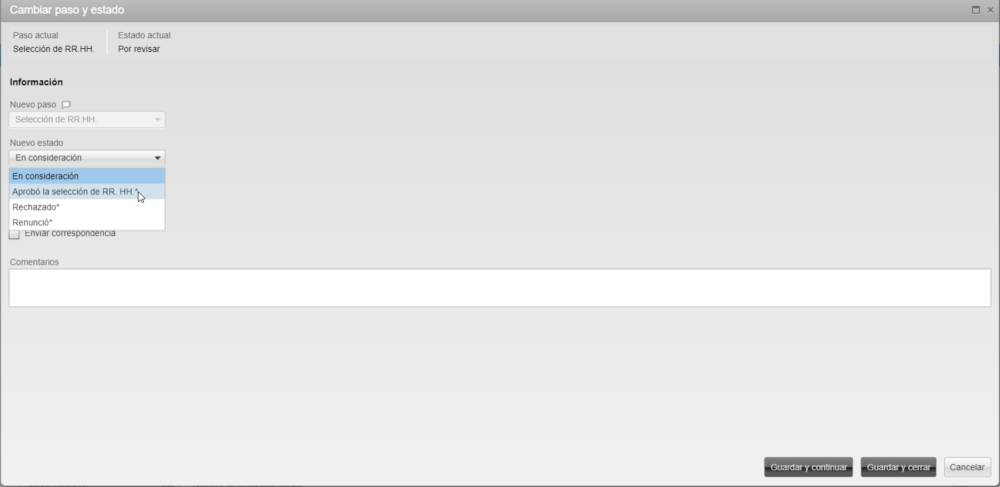 Cambiar paso y estado
Paso actual
Estado actual
Selección de RR.HH.
Por revisar
Información
Nuevo paso
Selección de RR.HH.
Nuevo estado
En consideración
En consideración
Aprobó la selección de RR. HH.*
Rechazado*
Renunció*
Enviar correspondencia
Comentarios
Guardar y continuar
Guardar y cerrar
Cancelar